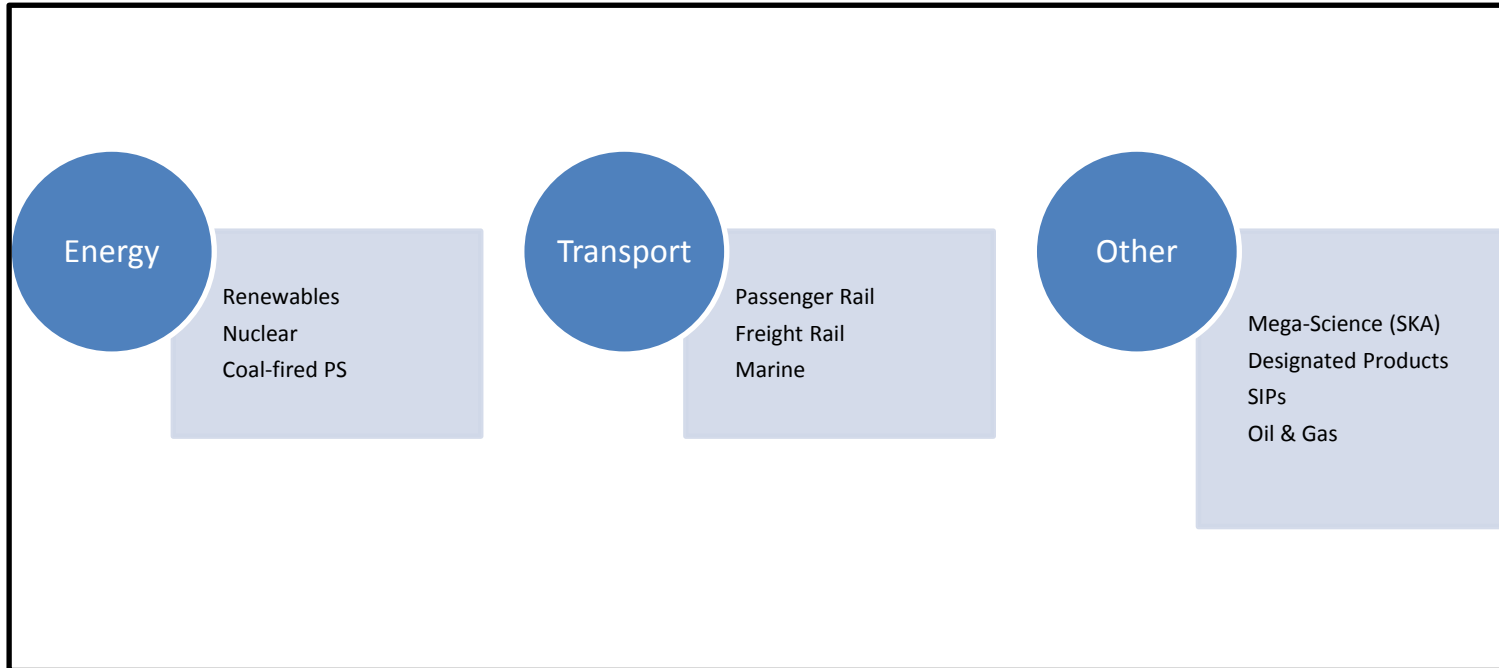 Energy
Renewables
Nuclear
Coal-fired PS
Transport
Passenger Rail
Freight Rail
Marine
Other
Mega-Science (SKA)
Designated Products
SIPs
Oil & Gas